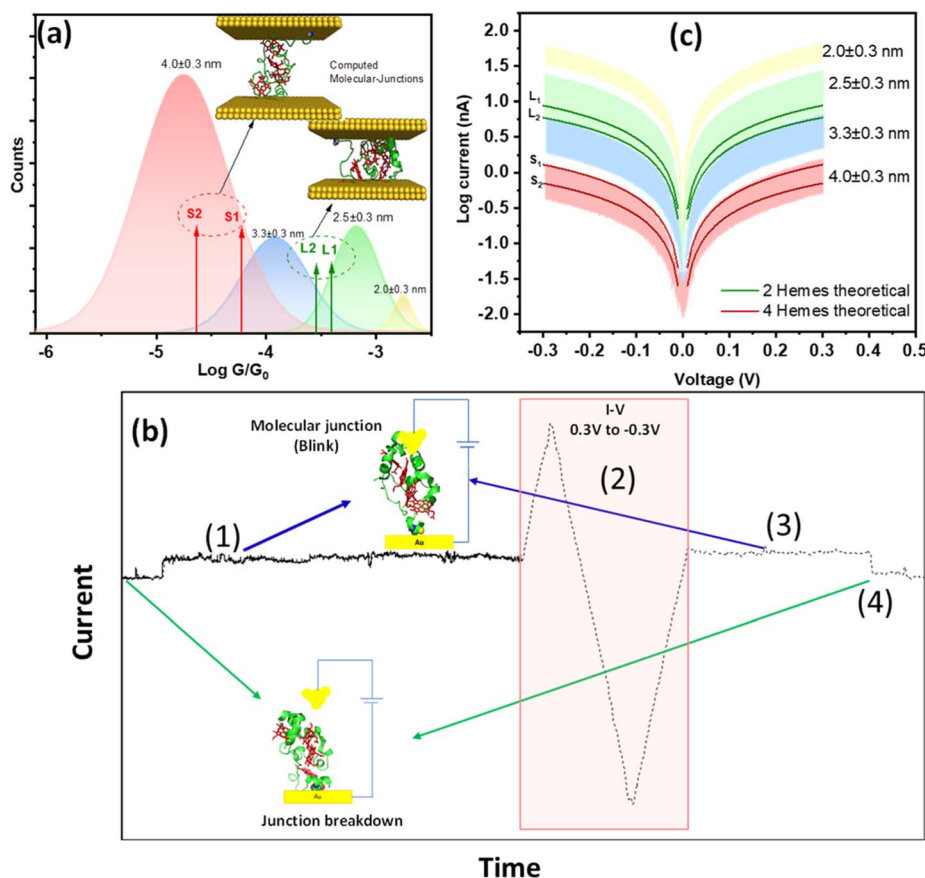 (a)
4.0±0.3 nm
Computed
Molecular-Junctions
S2
S1
3.3±0.3 nm
2.5±0.3 nm
L2 L1
2.0±0.3 nm
Counts
-6
-5
-4
-3
Log G/G₀
(c)
2.0±0.3 nm
2.5±0.3 nm
3.3±0.3 nm
4.0±0.3 nm
L₁
L₂
S₁
S₂
2.0
1.5
1.0
0.5
0.0
-0.5
-1.0
-1.5
-2.0
Log current (nA)
2 Hemes theoretical
4 Hemes theoretical
-0.3 -0.2 -0.1 0.0 0.1 0.2 0.3 0.4 0.5
Voltage (V)
(b)
Molecular junction
(Blink)
Au
I-V
0.3V to -0.3V
(1)
(2)
(3)
(4)
Current
Au
Junction breakdown
Time